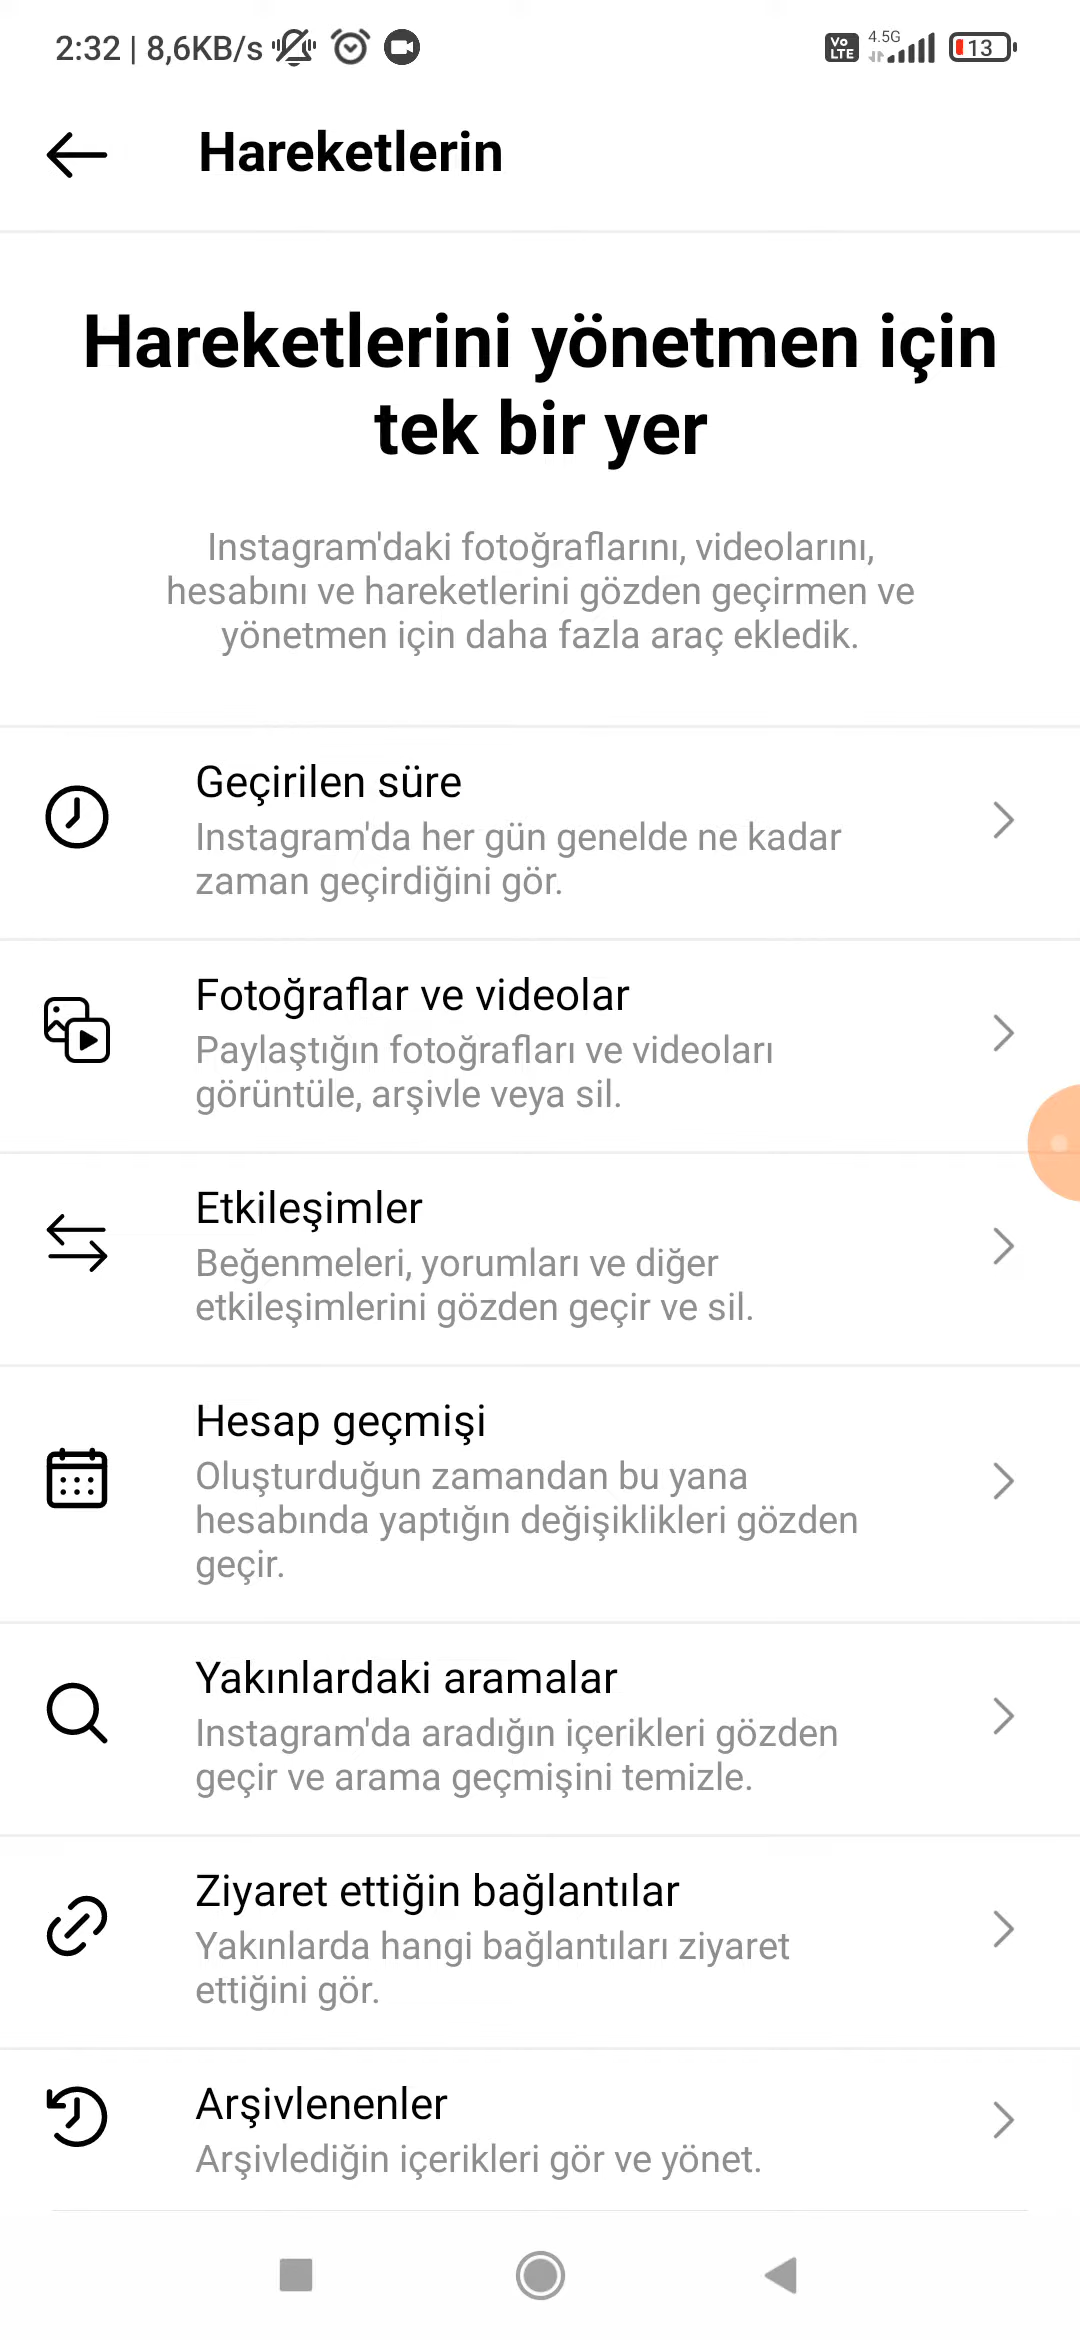 2:32 | 8,6KB/s
Vo LTE 4.5G 13
Hareketlerin
Hareketlerini yönetmen için
tek bir yer
Instagram'daki fotoğraflarını, videolarını,
hesabını ve hareketlerini gözden geçirmen ve
yönetmen için daha fazla araç ekledik.
Geçirilen süre
Instagram'da her gün genelde ne kadar
zaman geçirdiğini gör.
Fotoğraflar ve videolar
Paylaştığın fotoğrafları ve videoları
görüntüle, arşivle veya sil.
Etkileşimler
Beğenmeleri, yorumları ve diğer
etkileşimlerini gözden geçir ve sil.
Hesap geçmişi
Oluşturduğun zamandan bu yana
hesabında yaptığın değişiklikleri gözden
geçir.
Yakınlardaki aramalar
Instagram'da aradığın içerikleri gözden
geçir ve arama geçmişini temizle.
Ziyaret ettiğin bağlantılar
Yakınlarda hangi bağlantıları ziyaret
ettiğini gör.
Arşivlenenler
Arşivlediğin içerikleri gör ve yönet.